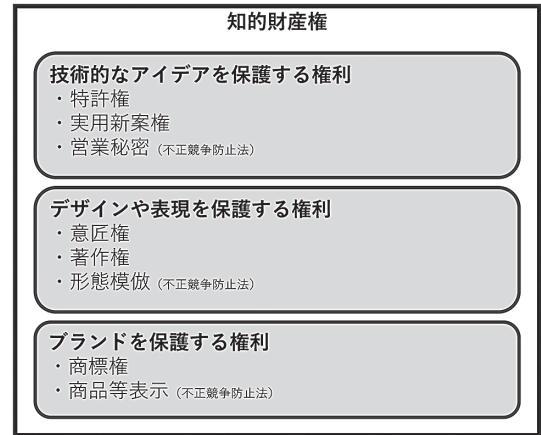 知的財産権
技術的なアイデアを保護する権利
・特許権
・実用新案権
・営業秘密（不正競争防止法）
デザインや表現を保護する権利
・意匠権
・著作権
・形態模倣（不正競争防止法）
ブランドを保護する権利
・商標権
・商品等表示（不正競争防止法）